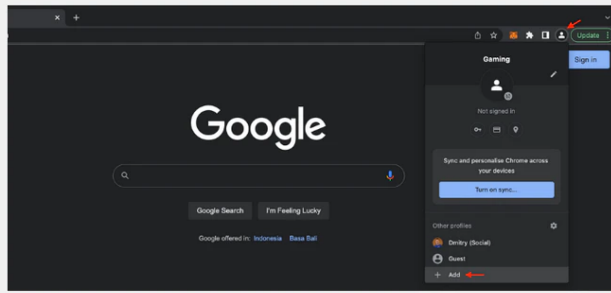 Update
Gaming
Sign in
Not signed in
Google
Sync and personalise Chrome across
your devices
Turn on sync...
Google Search
I'm Feeling Lucky
Google offered in: Indonesia Basa Bali
Other profiles
Dmitry (Social)
Guest
Add